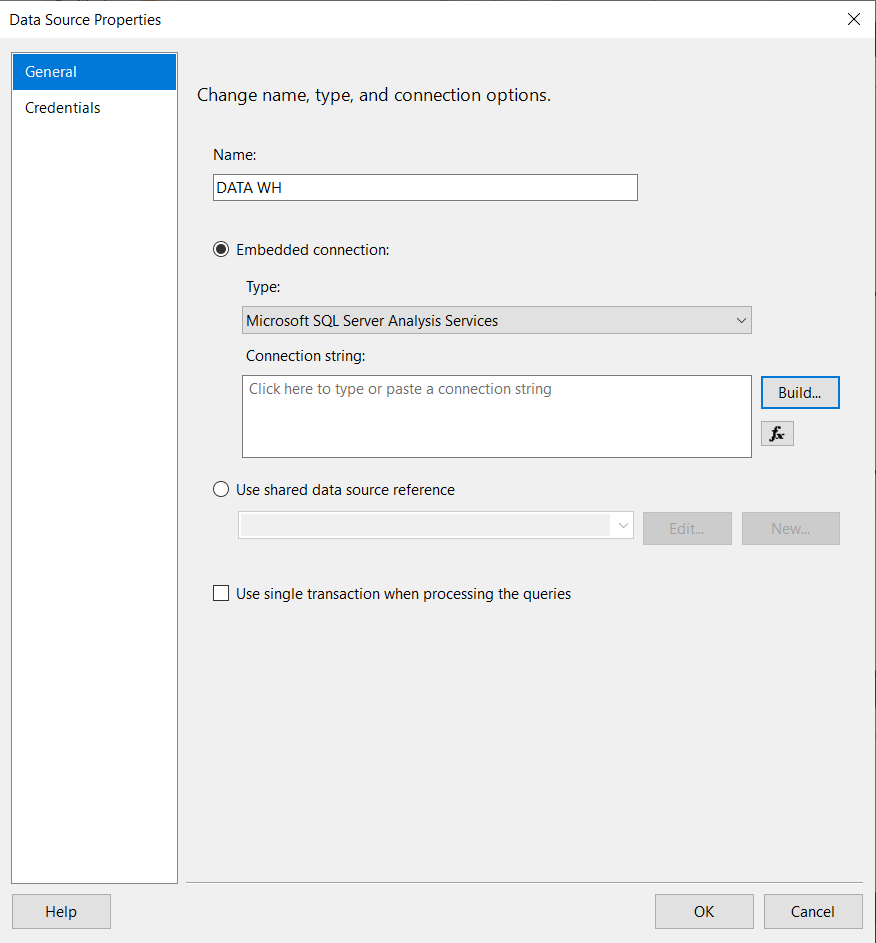 Data Source Properties
General
Credentials
Change name, type, and connection options.
Name:
DATA WH
Embedded connection:
Type:
Microsoft SQL Server Analysis Services
Connection string:
Click here to type or paste a connection string
Build...
fx
Use shared data source reference
Edit...
New...
Use single transaction when processing the queries
Help
OK
Cancel